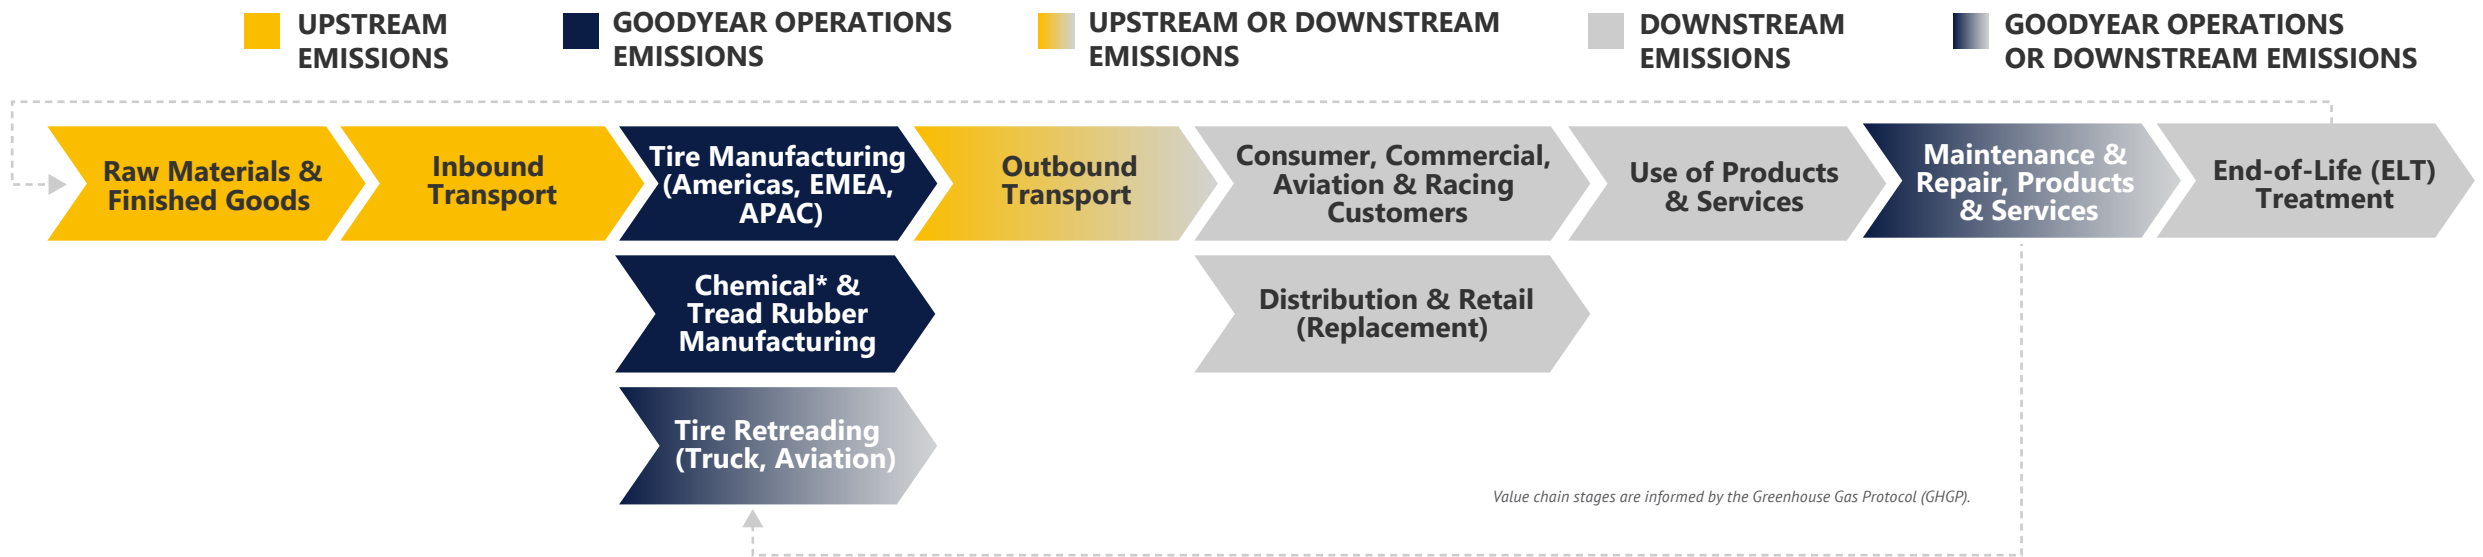 UPSTREAM
EMISSIONS
GOODYEAR OPERATIONS
EMISSIONS
UPSTREAM OR DOWNSTREAM
EMISSIONS
DOWNSTREAM
EMISSIONS
GOODYEAR OPERATIONS
OR DOWNSTREAM EMISSIONS
Raw Materials &
Finished Goods
Inbound
Transport
Tire Manufacturing
(Americas, EMEA,
APAC)
Outbound
Transport
Consumer, Commercial,
Aviation & Racing
Customers
Use of Products
& Services
Maintenance &
Repair, Products
& Services
End-of-Life (ELT)
Treatment
Chemical* &
Tread Rubber
Manufacturing
Distribution & Retail
(Replacement)
Tire Retreading
(Truck, Aviation)
Value chain stages are informed by the Greenhouse Gas Protocol (GHGP).